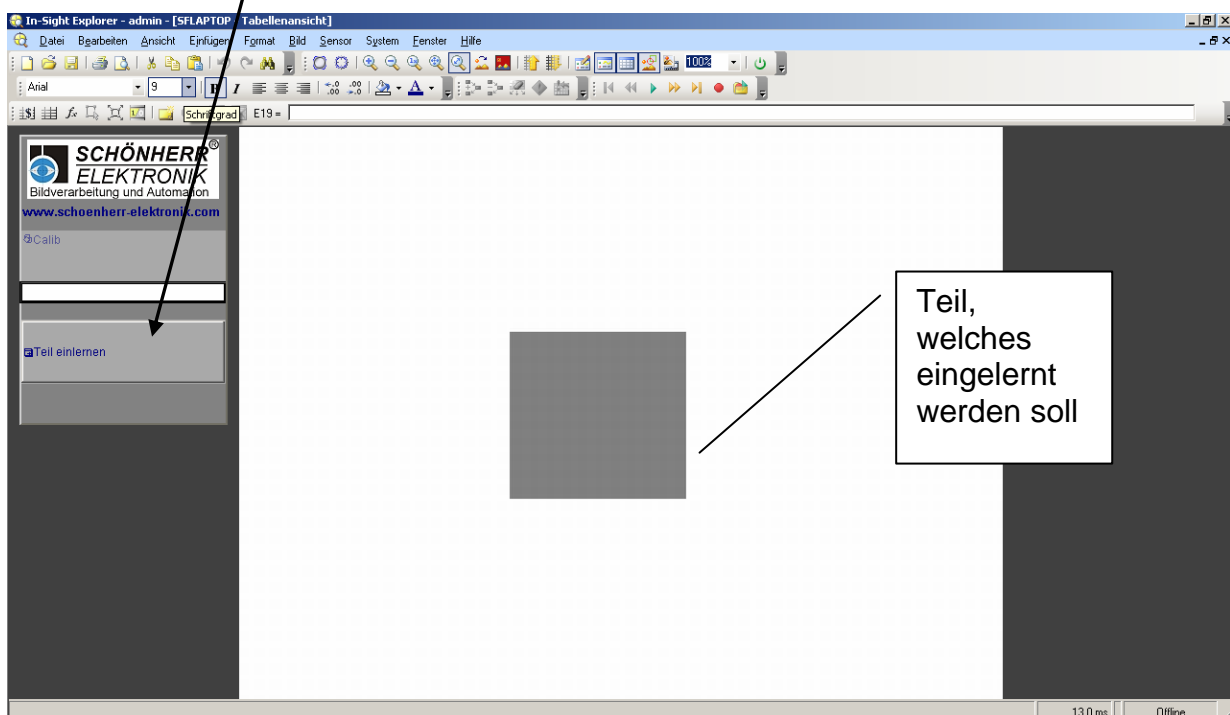 In-Sight Explorer - admin - [SFLAPTOP - Tabellenansicht]
Datei Bearbeiten Ansicht Einfügen Format Bild Sensor System Fenster Hilfe
100%
Arial 9 F I
Schriftgrad E19 =
SCHÖNHERR®
ELEKTRONIK
Bildverarbeitung und Automation
www.schoenherr-elektronik.com
Calib
Teil einlernen
Teil,
welches
eingelernt
werden soll
13.0 ms Offline